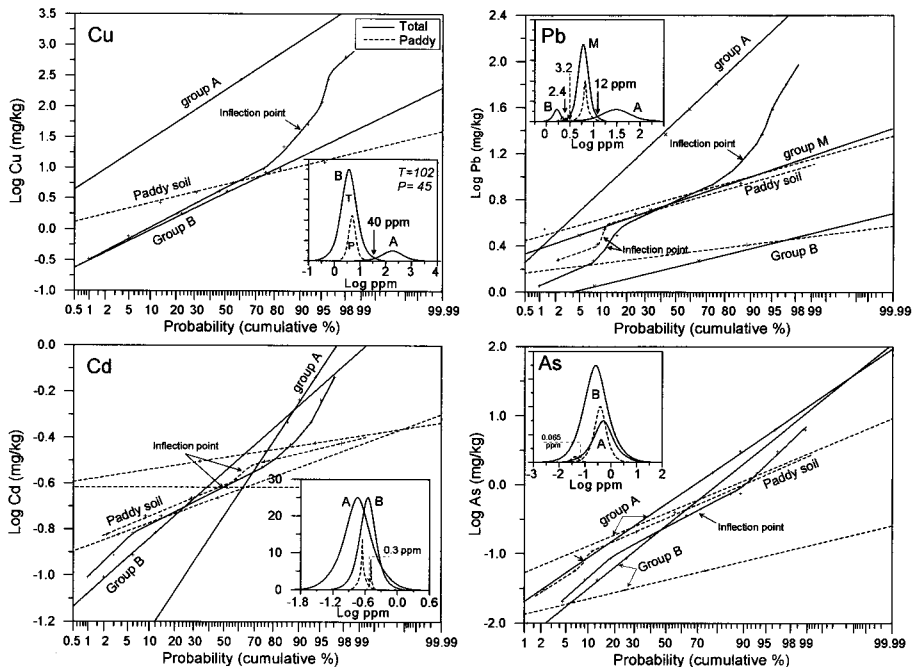 Cu
Total
Paddy
group A
Inflection point
Paddy soil
Group B
Log Cu (mg/kg)
3.5
3.0
2.5
2.0
1.5
1.0
0.5
0.0
-0.5
-1.0
T=102
P= 45
B
T
P
40 ppm
A
-1 0 1 2 3 4
Log ppm
0.5 1 2 5 10 20 30 50 70 80 90 95 98 99 99.99
Probability (cumulative %)
Pb
group A
Inflection point
group M
Paddy soil
Inflection point
Group B
Log Pb (mg/kg)
2.4
2.0
1.6
1.2
0.8
0.4
0.0
M
3.2
2.4
12 ppm
B
A
0.0 0.5 1.0 1.5 2.0 2.5
Log ppm
0.5 1 2 5 10 20 30 50 70 80 90 95 98 99 99.99
Probability (cumulative %)
Cd
group A
Inflection point
Paddy soil
Group B
Log Cd (mg/kg)
0.0
-0.2
-0.4
-0.6
-0.8
-1.0
-1.2
30
20
10
0
A
B
0.3 ppm
-1.8 -1.2 -0.6 0.0 0.6
Log ppm
0.5 1 2 5 10 20 30 50 70 80 90 95 98 99 99.99
Probability (cumulative %)
As
group A
Paddy soil
Inflection point
Group B
Log As (mg/kg)
2.0
1.0
0.0
-1.0
-2.0
B
A
0.065
ppm
-3 -2 -1 0 1 2
Log ppm
1 2 5 10 20 30 50 70 80 90 95 98 99 99.99
Probability (cumulative %)